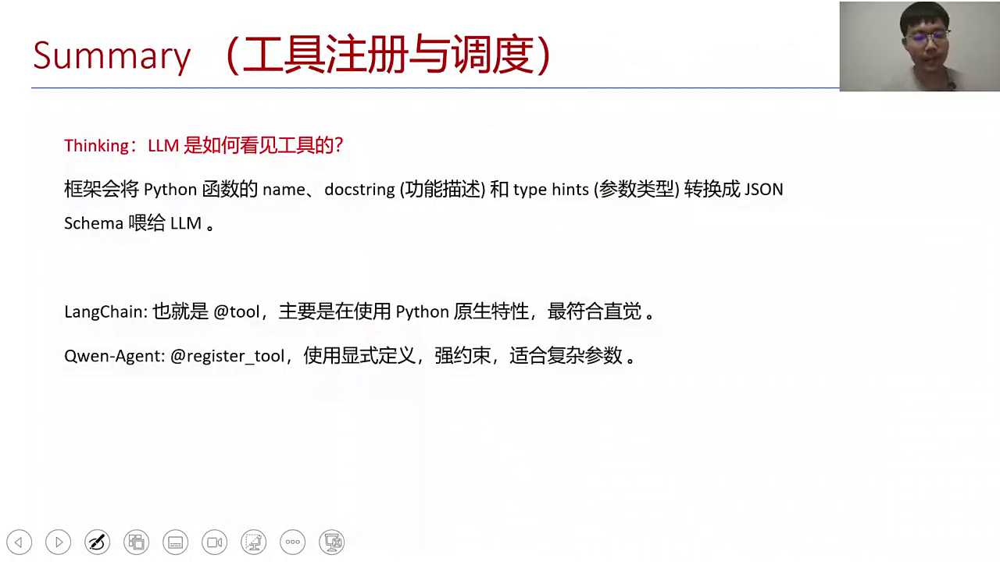 Summary （工具注册与调度）
Thinking：LLM 是如何看见工具的？
框架会将 Python 函数的 name、docstring (功能描述) 和 type hints (参数类型) 转换成 JSON
Schema 喂给 LLM 。
LangChain: 也就是 @tool，主要是在使用 Python 原生特性，最符合直觉 。
Qwen-Agent: @register_tool，使用显式定义，强约束，适合复杂参数 。